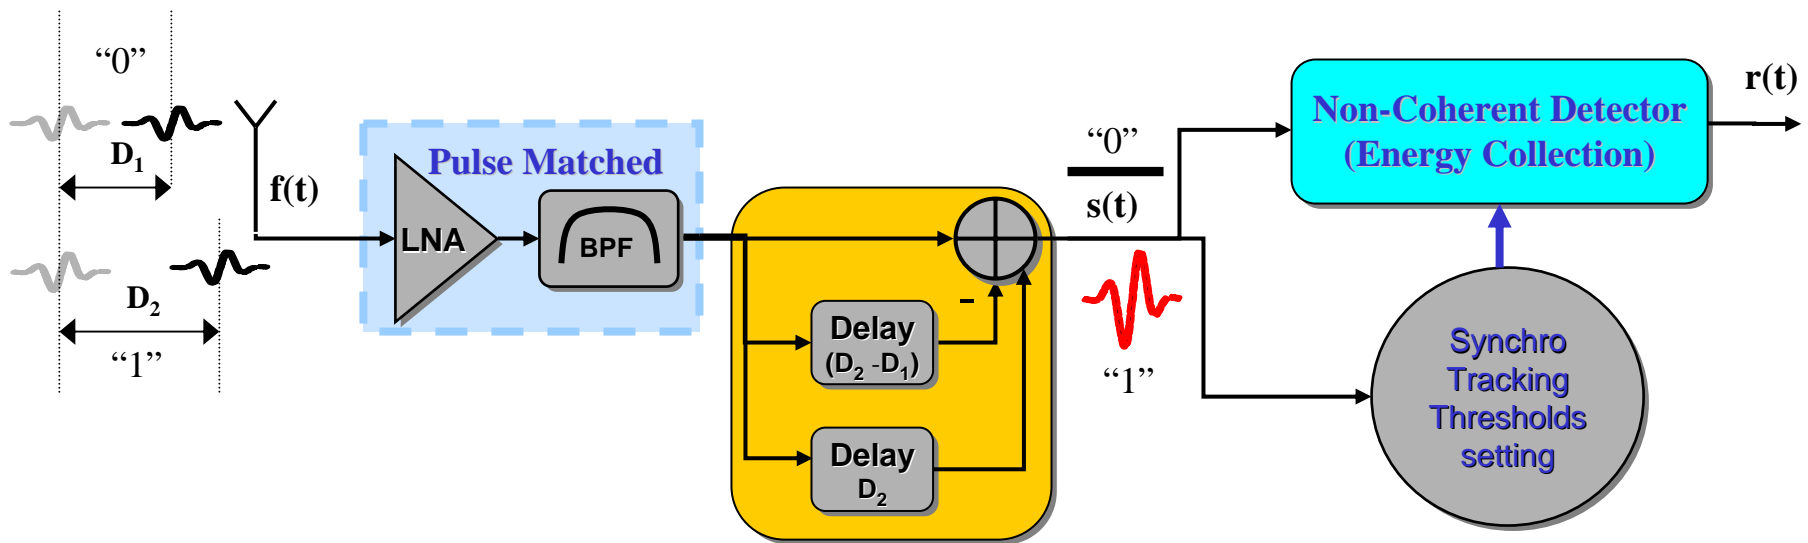 “0”
D1
“1”
D2
f(t)
Pulse Matched
LNA
BPF
Delay
(D2 -D1)
Delay
D2
-
“0”
s(t)
“1”
Non-Coherent Detector
(Energy Collection)
r(t)
Synchro
Tracking
Thresholds
setting